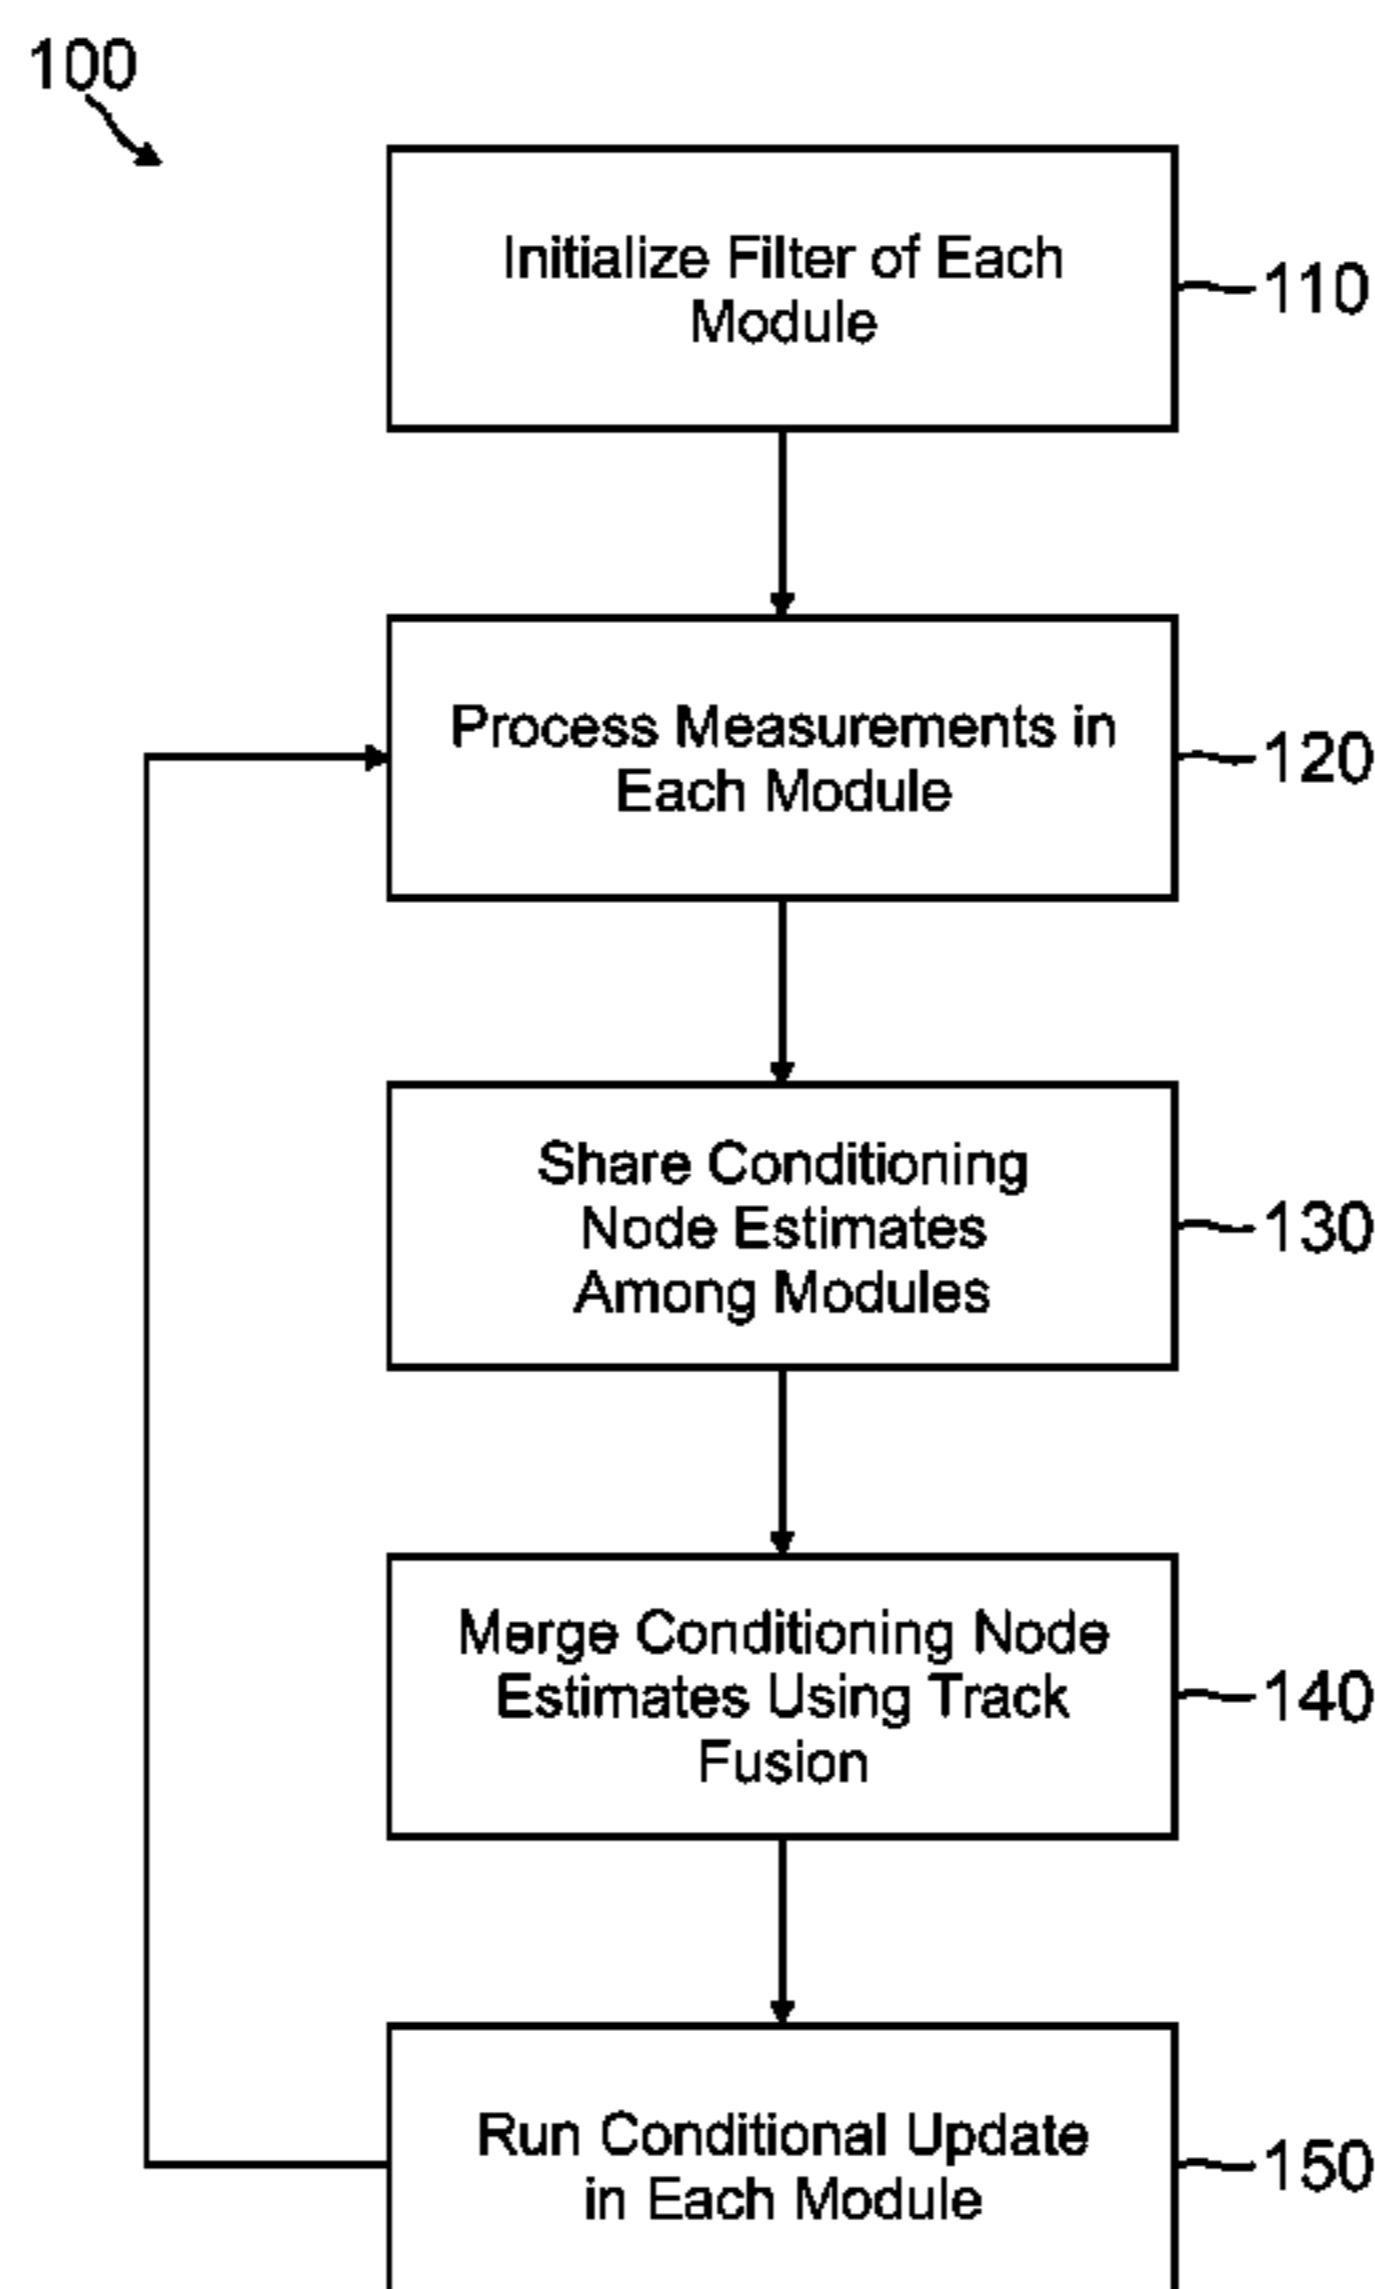 100
Initialize Filter of Each
Module
110
Process Measurements in
Each Module
120
Share Conditioning
Node Estimates
Among Modules
130
Merge Conditioning Node
Estimates Using Track
Fusion
140
Run Conditional Update
in Each Module
150